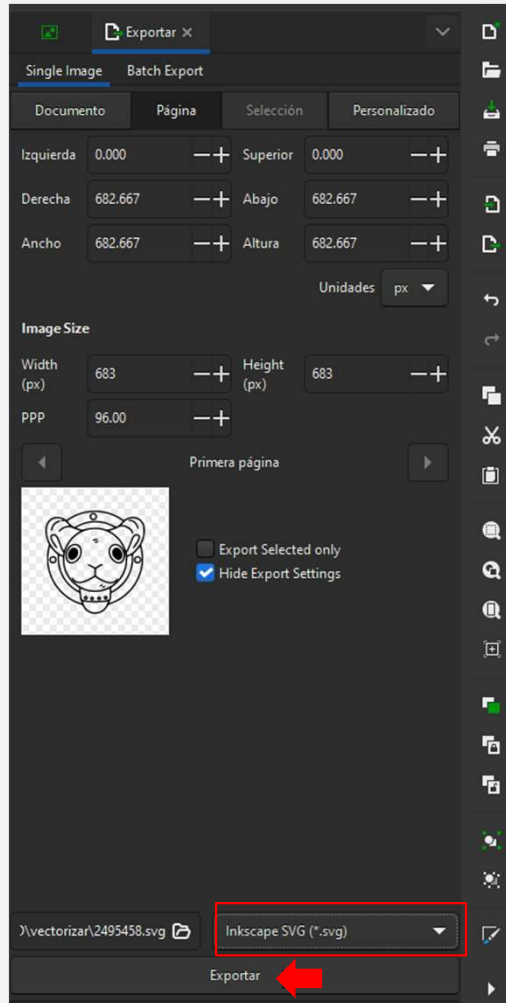 Exportar ×
Single Image Batch Export
Documento Página Selección Personalizado
Izquierda 0.000 Superior 0.000
Derecha 682.667 Abajo 682.667
Ancho 682.667 Altura 682.667
Unidades px
Image Size
Width (px) 683 Height (px) 683
PPP 96.00
Primera página
Export Selected only
Hide Export Settings
)\vectorizar\2495458.svg Inkscape SVG (*.svg)
Exportar